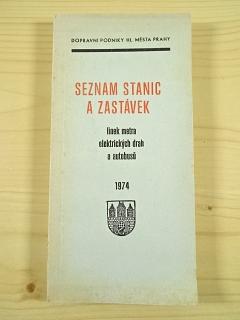 DOPRAVNÍ PODNIKY HL. MĚSTA PRAHY
SEZNAM STANIC
A ZASTÁVEK
linek metra
elektrických drah
a autobusů
1974